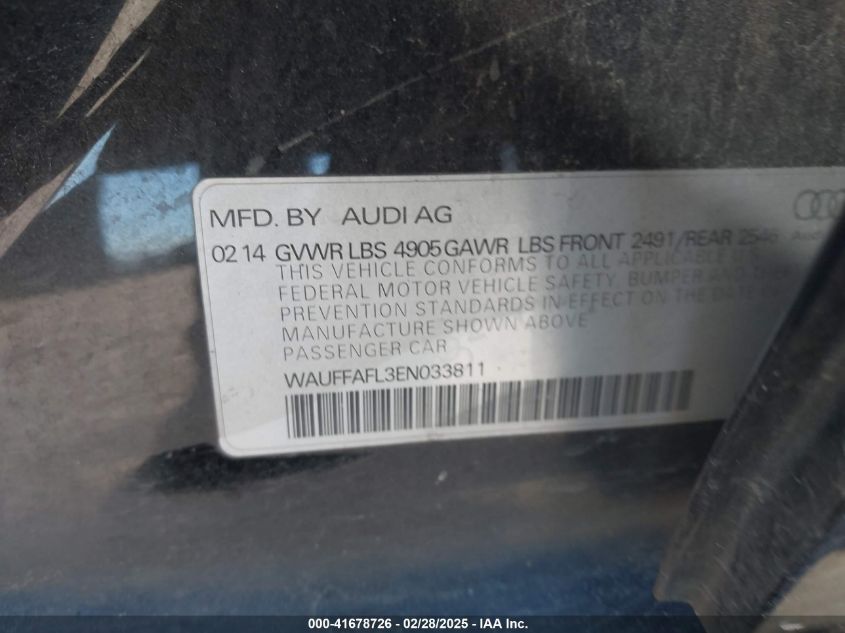 MFD. BY AUDI AG
02 14 GVWR LBS 4905 GAWR LBS FRONT 2491/REAR 2546
THIS VEHICLE CONFORMS TO ALL APPLICABLE
FEDERAL MOTOR VEHICLE SAFETY, BUMPER AND
PREVENTION STANDARDS IN EFFECT ON THE DATE
MANUFACTURE SHOWN ABOVE
PASSENGER CAR
WAUFFAFL3EN033811
000-41678726 - 02/28/2025 - IAA Inc.